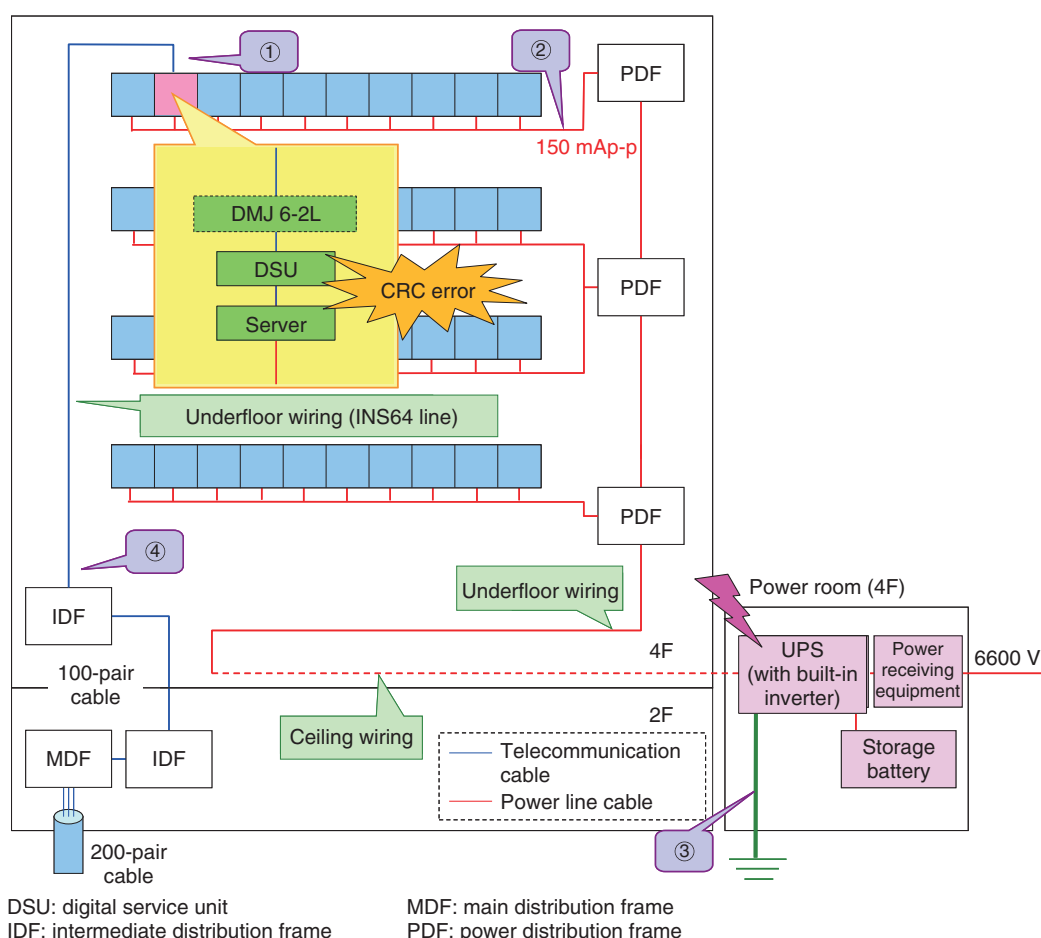 ①
②
PDF
150 mAp-p
DMJ 6-2L
DSU
CRC error
PDF
Server
Underfloor wiring (INS64 line)
PDF
④
Underfloor wiring
Power room (4F)
IDF
4F
UPS
(with built-in
inverter)
Power
receiving
equipment
6600 V
100-pair
cable
2F
Ceiling wiring
MDF
IDF
Telecommunication
cable
Power line cable
Storage
battery
③
200-pair
cable
DSU: digital service unit
MDF: main distribution frame
IDF: intermediate distribution frame
PDF: power distribution frame